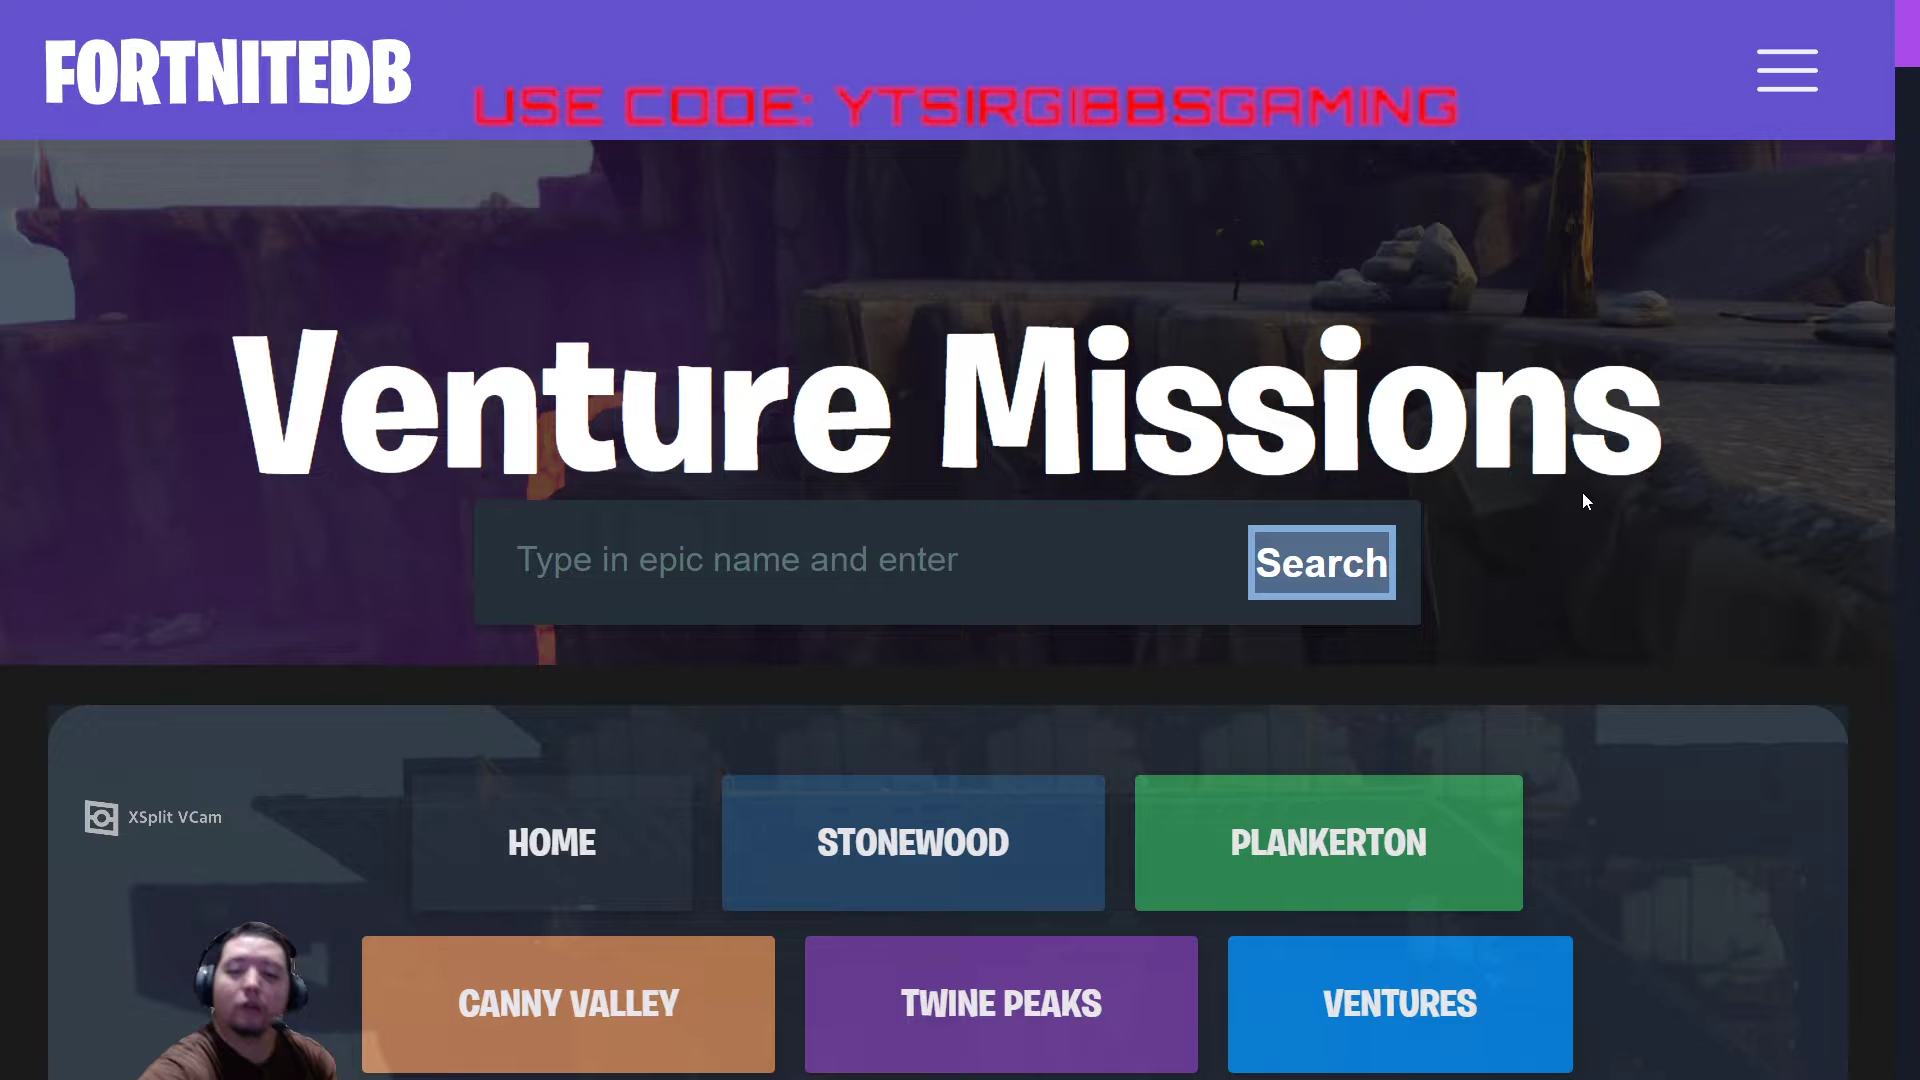 FORTNITEDB
USE CODE: YTSIRGIBBSGAMING
Venture Missions
Type in epic name and enter
Search
XSplit VCam
HOME
STONEWOOD
PLANKERTON
CANNY VALLEY
TWINE PEAKS
VENTURES